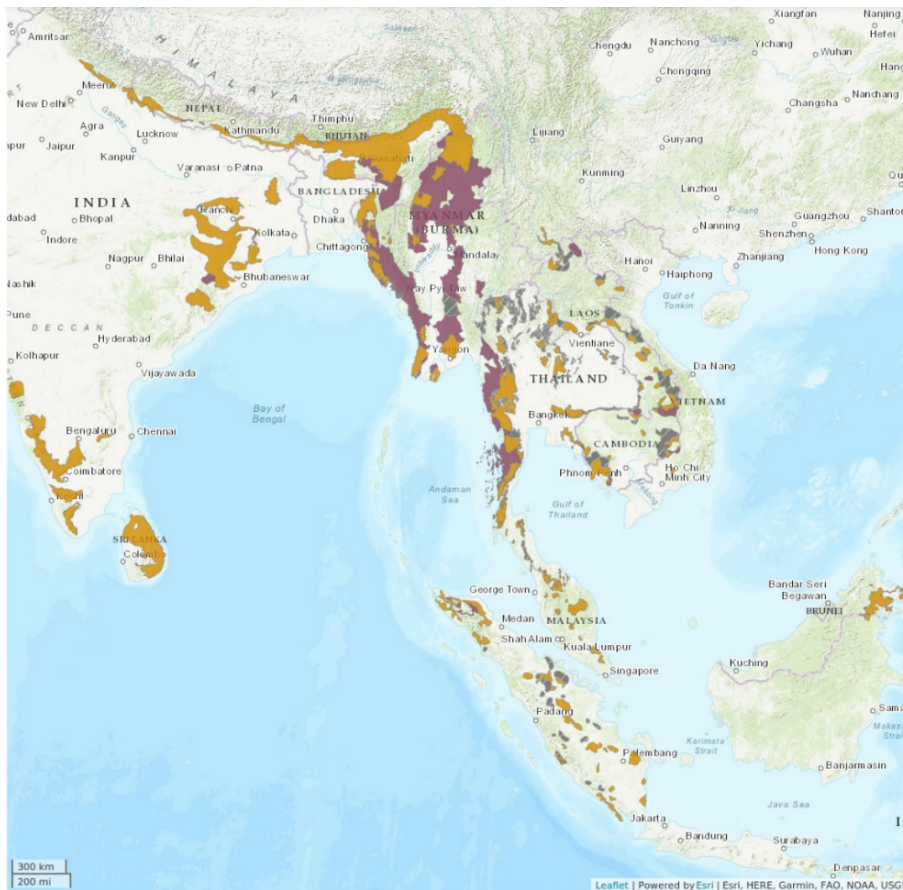 Amritsar
HIMALAYA
Xiangfan
Nanjing
Hefei
Chengdu
Nanchong
Yichang
Wuhan
Chongqing
Changsha
Nanchang
Meerut
New Delhi
NEPAL
Kathmandu
Thimphu
BHUTAN
Lijiang
Guiyang
Ganges
Agra
Lucknow
Jaipur
Kanpur
Guwahati
Varanasi
Patna
Kunming
Linzhou
INDIA
BANGLADESH
Bhopal
Ranchi
Dhaka
MYANMAR
(BURMA)
Guangzhou
Shantou
Nanning
Shenzhen
Hong Kong
Indore
Kolkata
Chittagong
Mandalay
Hanoi
Haiphong
Zhanjiang
Nagpur
Bhilai
Nashik
Bhubaneswar
Nay Pyi Taw
LAOS
Gulf of
Tonkin
Pune
DECCAN
Hyderabad
Vientiane
Kolhapur
Yangon
Vijayawada
THAILAND
Da Nang
VIETNAM
Bay of
Bengal
Bengaluru
Chennai
Bangkok
CAMBODIA
Coimbatore
Phnom Penh
Ho Chi
Minh City
Mekong
Kochi
Andaman
Sea
Gulf of
Thailand
SRI LANKA
Colombo
George Town
Bandar Seri
Begawan
BRUNEI
Medan
MALAYSIA
Shah Alam
Kuala Lumpur
Singapore
Kuching
Padang
Palembang
Karimata
Strait
Banjarmasin
Java Sea
Jakarta
Bandung
Surabaya
Denpasar
300 km
200 mi
Leaflet | Powered by Esri | Esri, HERE, Garmin, FAO, NOAA, USGS